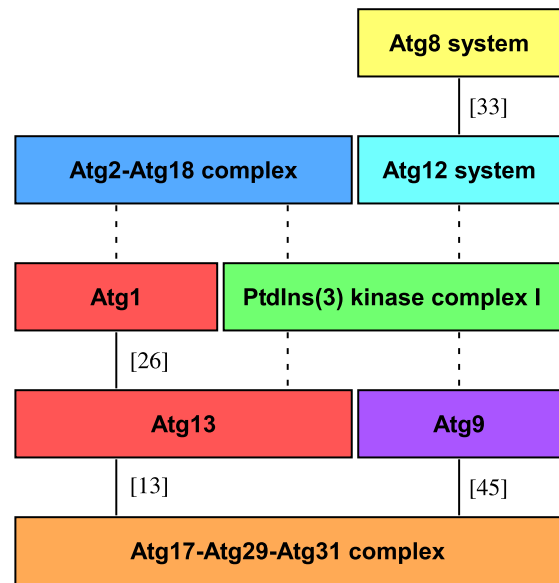 Atg8 system
[33]
Atg2-Atg18 complex
Atg12 system
Atg1
PtdIns(3) kinase complex I
[26]
Atg13
Atg9
[13]
[45]
Atg17-Atg29-Atg31 complex